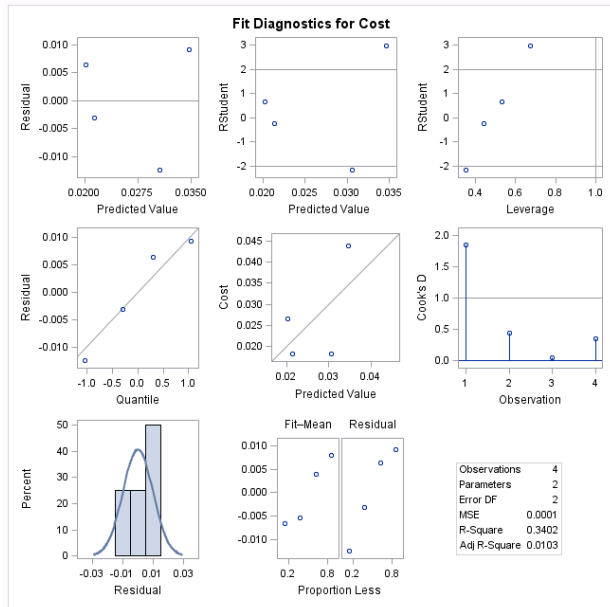 Fit Diagnostics for Cost
Residual
0.010
0.005
0.000
-0.005
-0.010
0.0200 0.0275 0.0350
Predicted Value
RStudent
3
2
1
0
-1
-2
0.020 0.025 0.030 0.035
Predicted Value
RStudent
3
2
1
0
-1
-2
0.4 0.6 0.8 1.0
Leverage
Residual
0.010
0.005
0.000
-0.005
-0.010
-1.0 -0.5 0.0 0.5 1.0
Quantile
Cost
0.045
0.040
0.035
0.030
0.025
0.020
0.02 0.03 0.04
Predicted Value
Cook's D
2.0
1.5
1.0
0.5
0.0
1 2 3 4
Observation
Percent
50
40
30
20
10
0
-0.03 -0.01 0.01 0.03
Residual
Fit–Mean Residual
0.010
0.005
0.000
-0.005
-0.010
0.2 0.8 0.2 0.8
Proportion Less
Observations 4
Parameters 2
Error DF 2
MSE 0.0001
R-Square 0.3402
Adj R-Square 0.0103